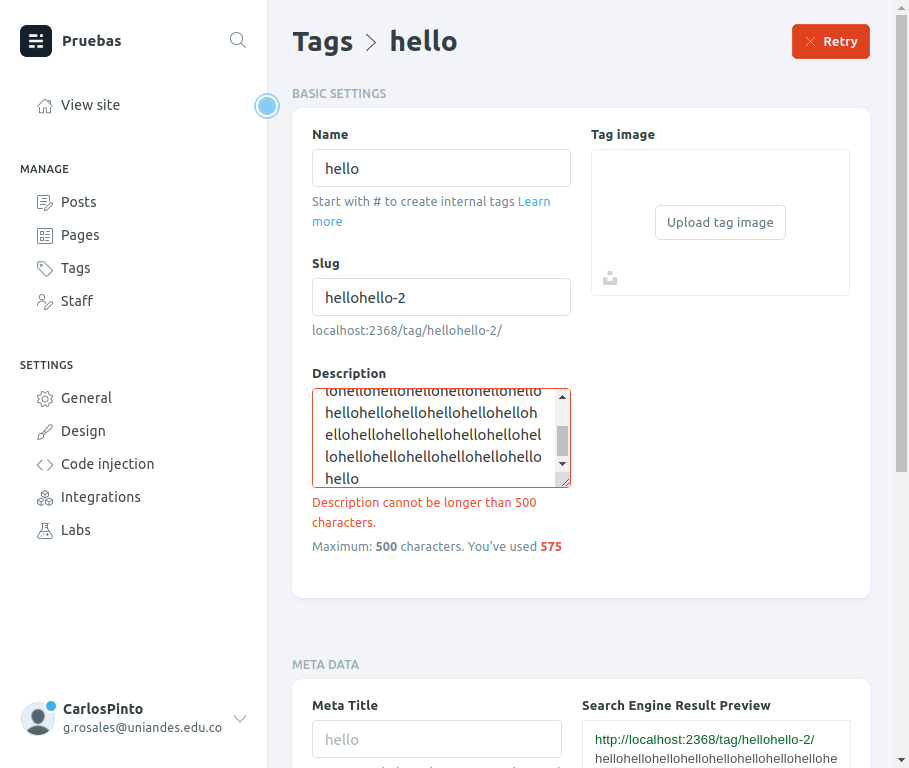 Pruebas
View site
MANAGE
Posts
Pages
Tags
Staff
SETTINGS
General
Design
Code injection
Integrations
Labs
CarlosPinto
g.rosales@uniandes.edu.co
Tags > hello
Retry
BASIC SETTINGS
Name
hello
Start with # to create internal tags Learn
more
Slug
hellohello-2
localhost:2368/tag/hellohello-2/
Description
lohellohellohellohellohellohello
hellohellohellohellohellohelloh
ellohellohellohellohellohellohel
lohellohellohellohellohellohello
hello
Description cannot be longer than 500
characters.
Maximum: 500 characters. You’ve used 575
Tag image
Upload tag image
META DATA
Meta Title
hello
Search Engine Result Preview
http://localhost:2368/tag/hellohello-2/
hellohellohellohellohellohellohellohe